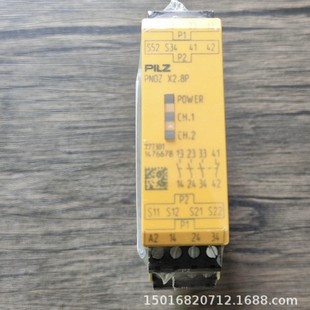 P1
S52 S34 41 42
P2
PILZ
PNOZ X2.8P
POWER
CH.1
CH.2
777301
13 23 33 41
14 24 34 42
P2
S11 S12 S21 S22
P1
A2 14 24 34
15016820712.1688.com